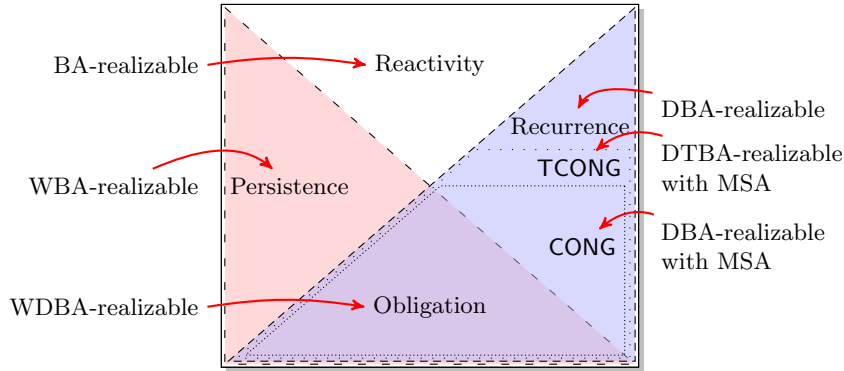 BA-realizable
Reactivity
DBA-realizable
Recurrence
DTBA-realizable
with MSA
TCONG
WBA-realizable
Persistence
DBA-realizable
with MSA
CONG
WDBA-realizable
Obligation